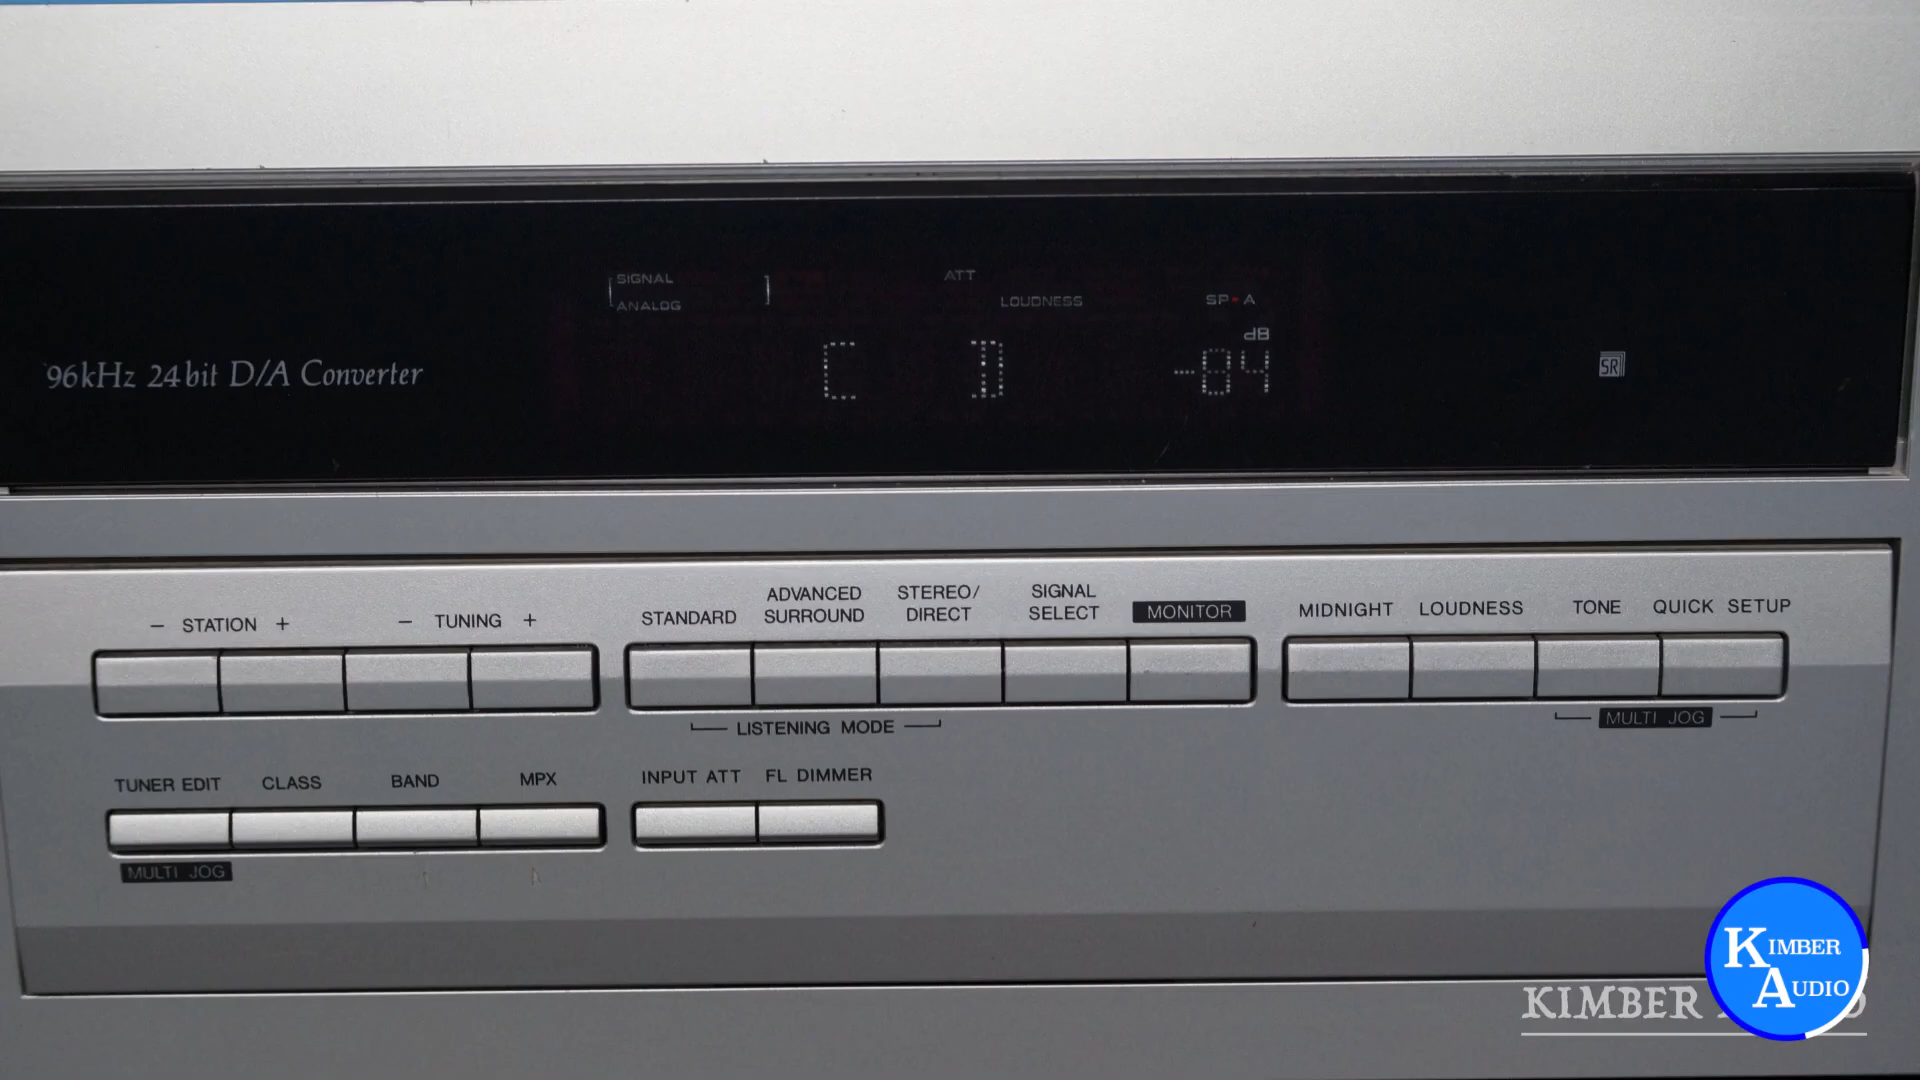 SIGNAL
ATT
ANALOG
LOUDNESS
SP-A
dB
96kHz 24bit D/A Converter
CD
-84
SR
- STATION +
- TUNING +
STANDARD
ADVANCED
SURROUND
STEREO/
DIRECT
SIGNAL
SELECT
MONITOR
MIDNIGHT
LOUDNESS
TONE
QUICK SETUP
LISTENING MODE
MULTI JOG
TUNER EDIT
CLASS
BAND
MPX
INPUT ATT
FL DIMMER
MULTI JOG
KIMBER
AUDIO
KIMBER